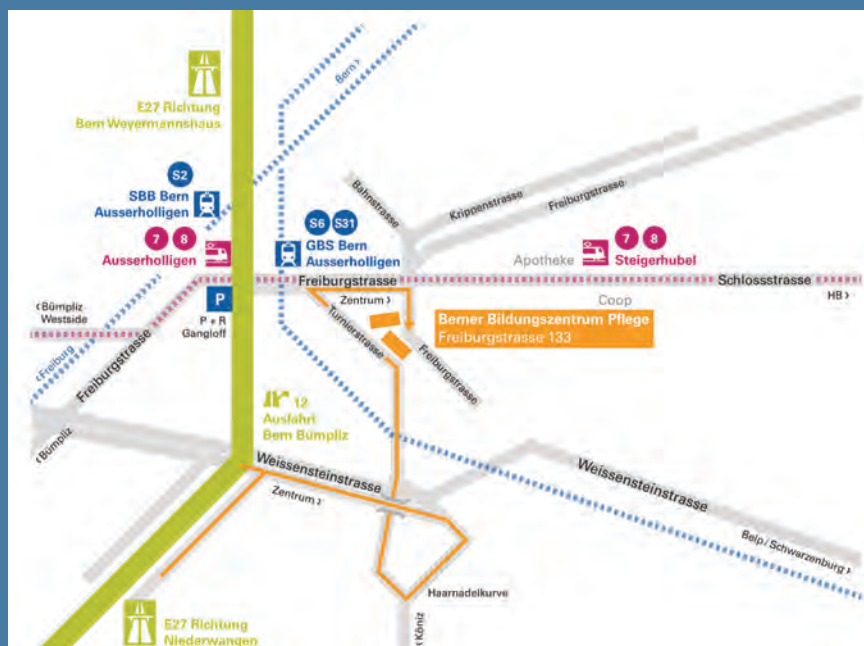 Bern ›
E27 Richtung
Bern Weyermannshaus
S2
SBB Bern
Ausserholligen
7 8
Ausserholligen
S6 S31
GBS Bern
Ausserholligen
Bahnstrasse
Krippenstrasse
Freiburgstrasse
Apotheke
7 8
Steigerhubel
Freiburgstrasse
Schlossstrasse
HB ›
‹ Bümpliz
Westside
P
P + R
Gangloff
Zentrum ›
Coop
Berner Bildungszentrum Pflege
Freiburgstrasse 133
Turnierstrasse
Freiburgstrasse
‹ Freiburg
Freiburgstrasse
12
Ausfahrt
Bern Bümpliz
‹ Bümpliz
Weissensteinstrasse
Zentrum ›
Weissensteinstrasse
Belp/Schwarzenburg ›
Haarnadelkurve
‹ Köniz
E27 Richtung
Niederwangen